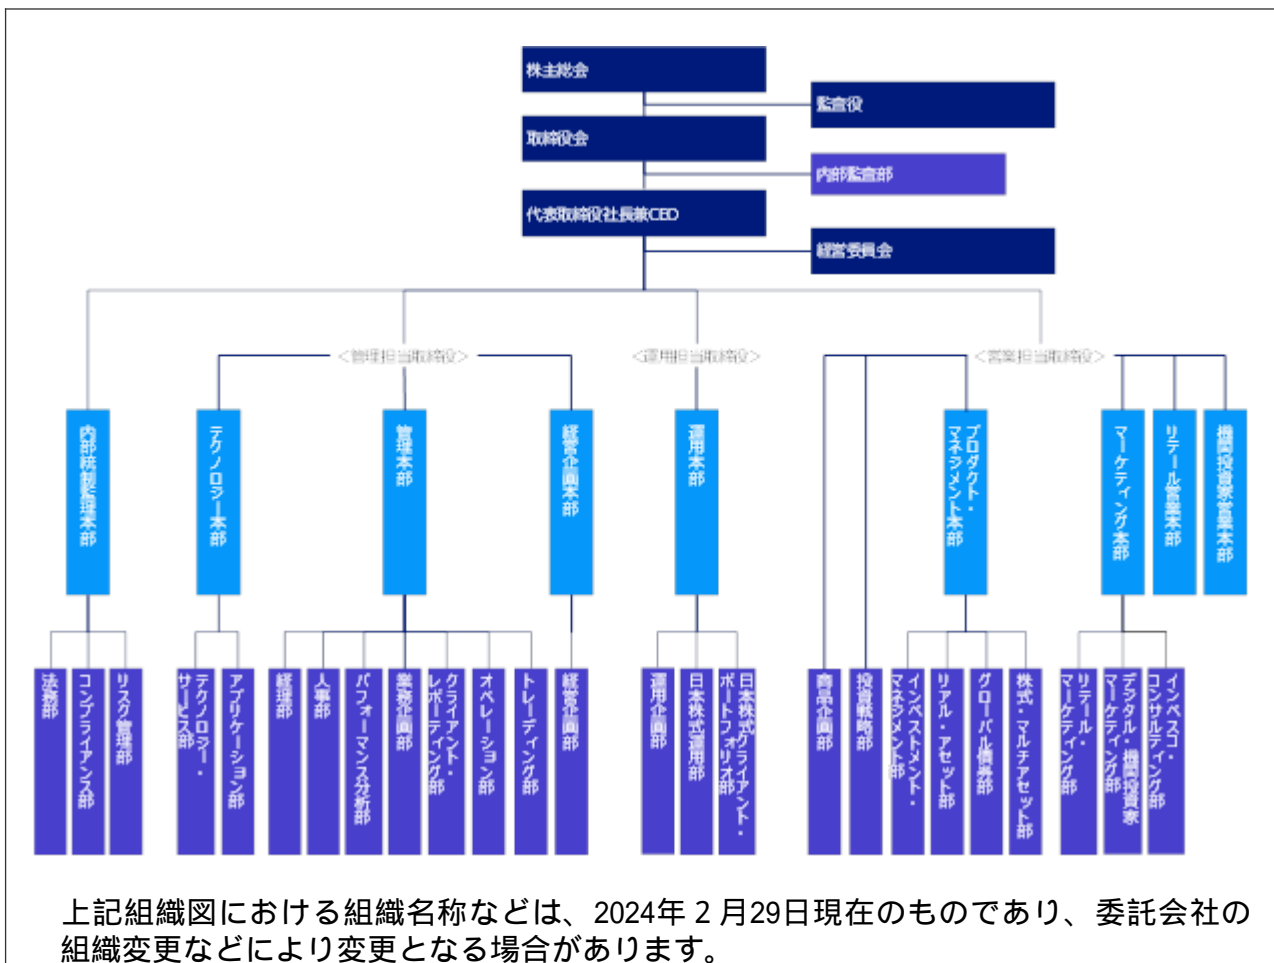 株主総会
監査役
取締役会
内部監査部
代表取締役社長兼CEO
経営委員会
＜管理担当取締役＞
＜運用担当取締役＞
＜営業担当取締役＞
内部統制監理本部
テクノロジー本部
管理本部
経営企画本部
運用本部
プロダクト・
マネジメント本部
マーケティング本部
リテール営業本部
機関投資家営業本部
法務部
コンプライアンス部
リスク管理部
テクノロジー・
サービス部
アプリケーション部
経理部
人事部
パフォーマンス分析部
業務企画部
クライアント・
レポーティング部
オペレーション部
トレーディング部
経営企画部
運用企画部
日本株式運用部
日本株式クライアント・
ポートフォリオ部
商品企画部
投資戦略部
インベストメント・
マネジメント部
リアル・アセット部
グローバル債券部
株式・マルチアセット部
リテール・
マーケティング部
デジタル・機関投資家
マーケティング部
インベスコ・
コンサルティング部
上記組織図における組織名称などは、2024年２月29日現在のものであり、委託会社の
組織変更などにより変更となる場合があります。